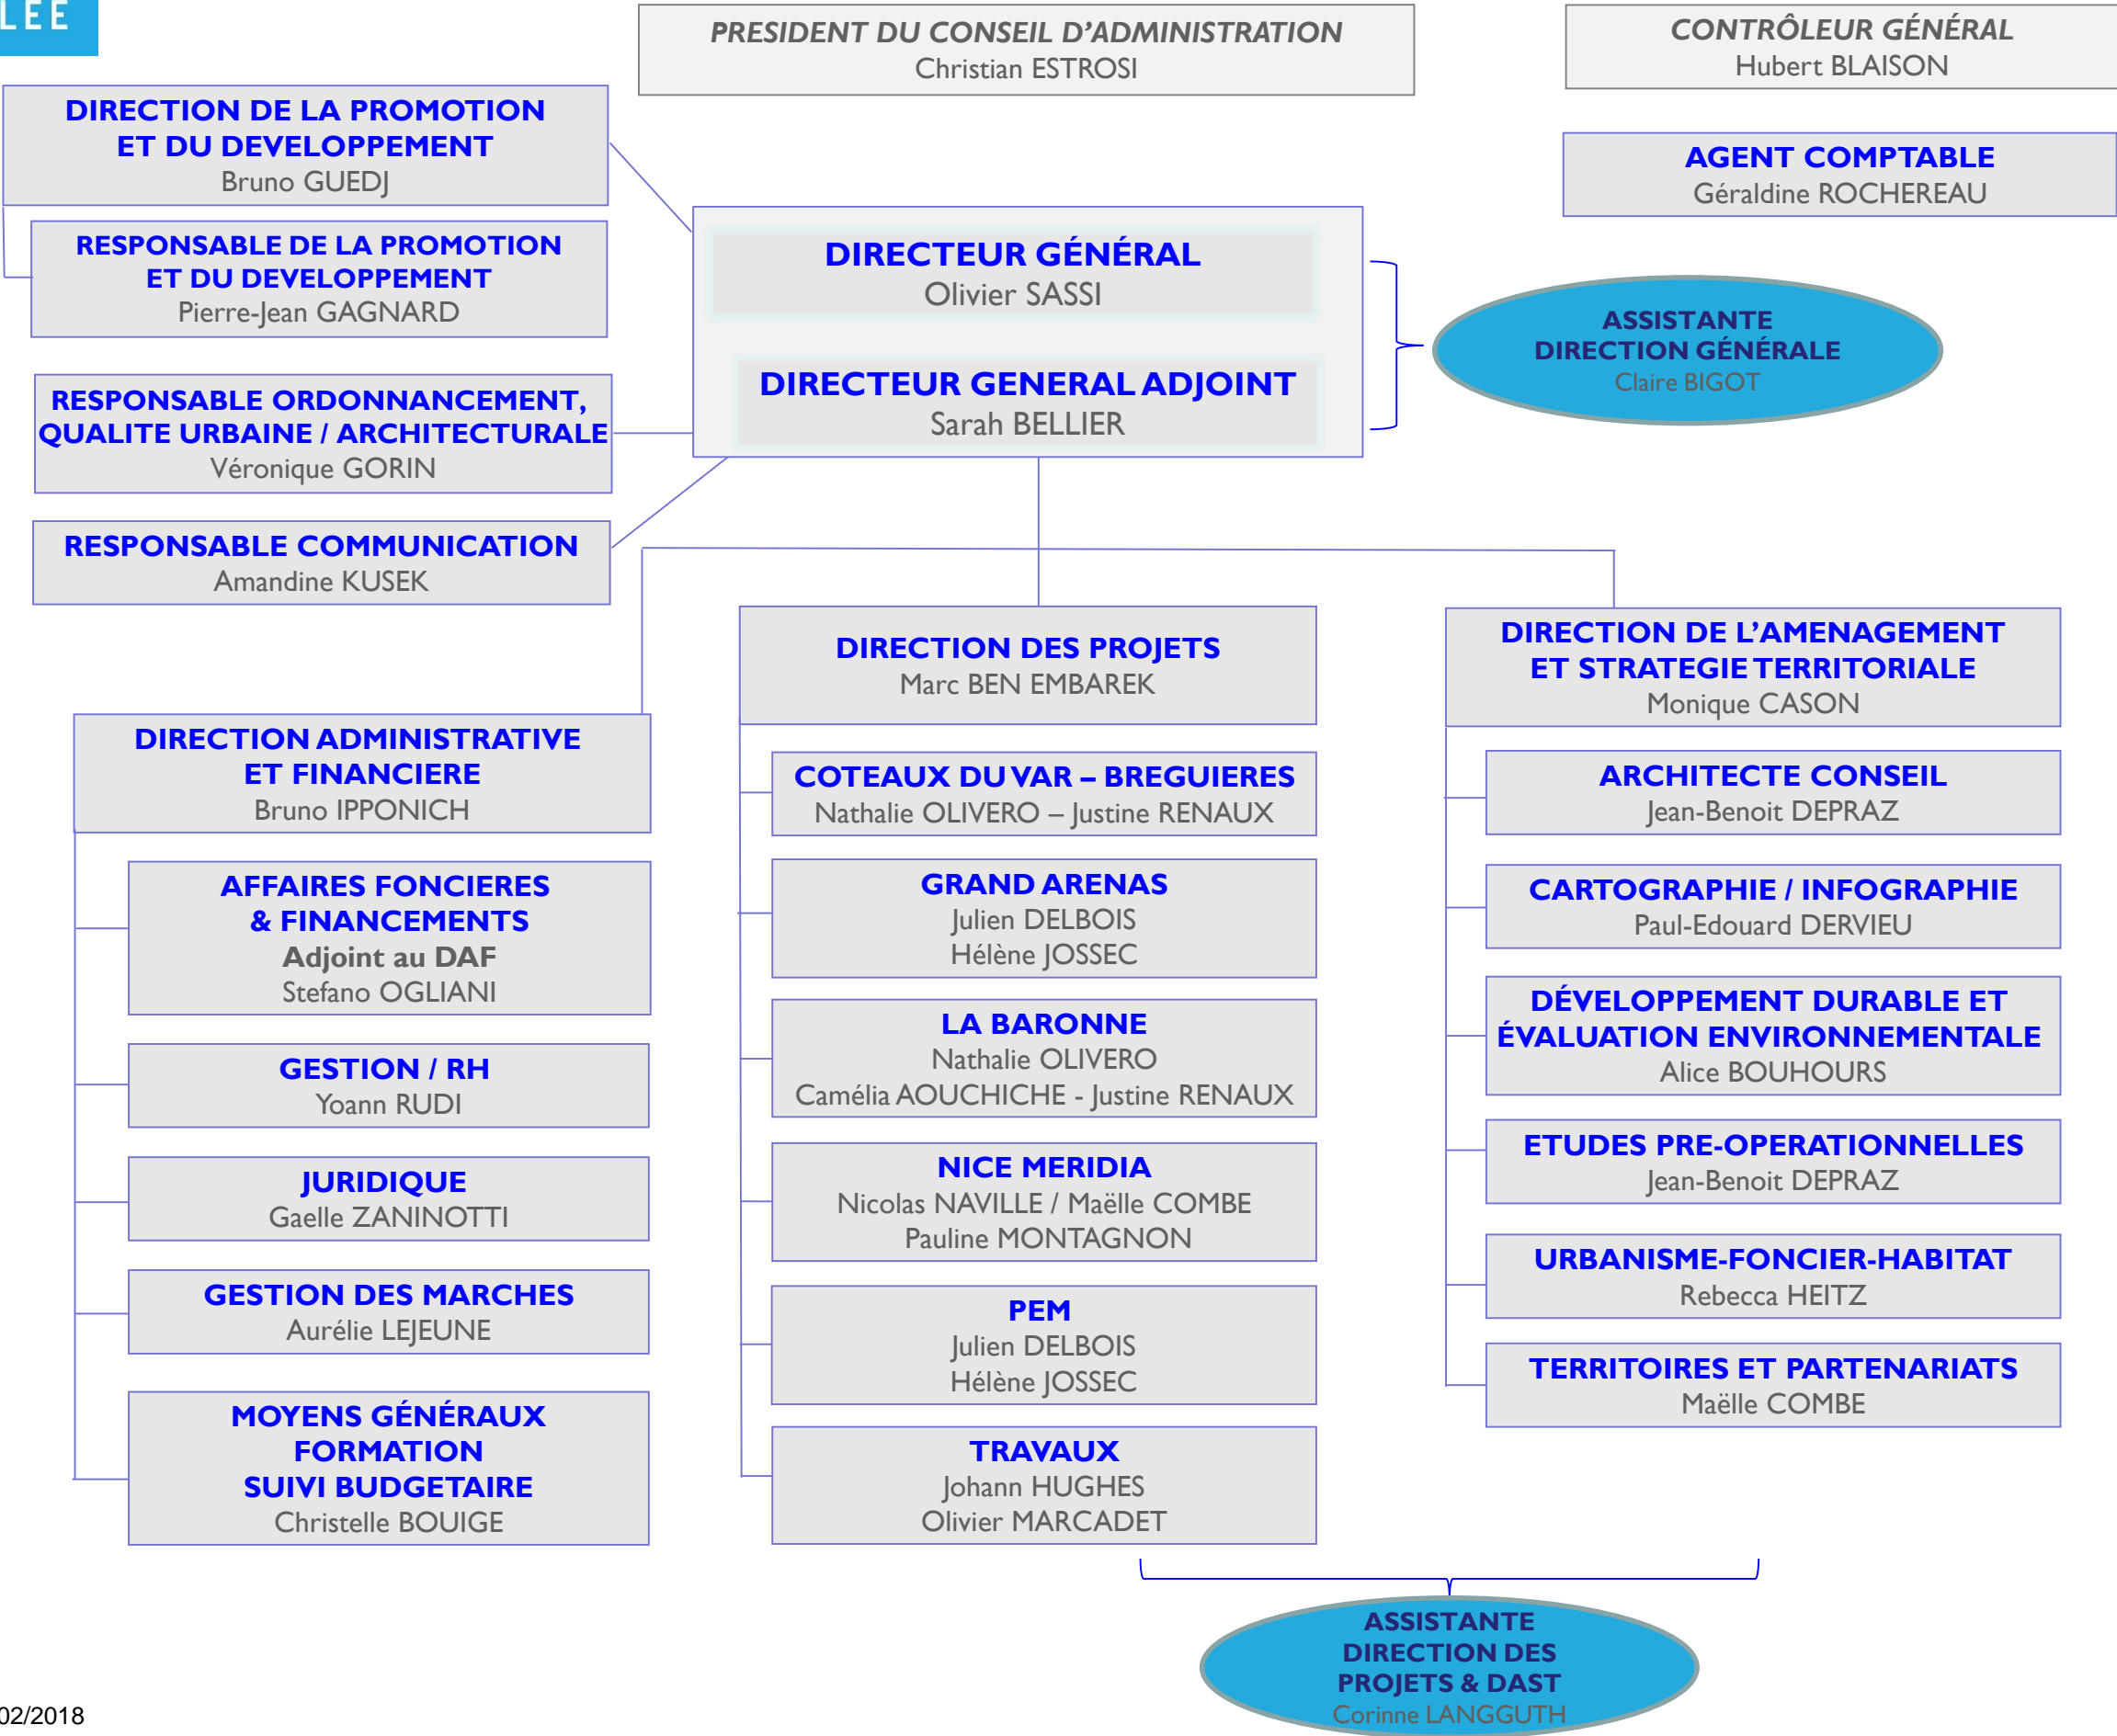 LEE
PRESIDENT DU CONSEIL D’ADMINISTRATION
Christian ESTROSI
CONTRÔLEUR GÉNÉRAL
Hubert BLAISON
DIRECTION DE LA PROMOTION
ET DU DEVELOPPEMENT
Bruno GUEDJ
AGENT COMPTABLE
Géraldine ROCHEREAU
RESPONSABLE DE LA PROMOTION
ET DU DEVELOPPEMENT
Pierre-Jean GAGNARD
DIRECTEUR GÉNÉRAL
Olivier SASSI
DIRECTEUR GENERAL ADJOINT
Sarah BELLIER
ASSISTANTE
DIRECTION GÉNÉRALE
Claire BIGOT
RESPONSABLE ORDONNANCEMENT,
QUALITE URBAINE / ARCHITECTURALE
Véronique GORIN
RESPONSABLE COMMUNICATION
Amandine KUSEK
DIRECTION ADMINISTRATIVE
ET FINANCIERE
Bruno IPPONICH
AFFAIRES FONCIERES
& FINANCEMENTS
Adjoint au DAF
Stefano OGLIANI
GESTION / RH
Yoann RUDI
JURIDIQUE
Gaelle ZANINOTTI
GESTION DES MARCHES
Aurélie LEJEUNE
MOYENS GÉNÉRAUX
FORMATION
SUIVI BUDGETAIRE
Christelle BOUIGE
DIRECTION DES PROJETS
Marc BEN EMBAREK
COTEAUX DU VAR – BREGUIERES
Nathalie OLIVERO – Justine RENAUX
GRAND ARENAS
Julien DELBOIS
Hélène JOSSEC
LA BARONNE
Nathalie OLIVERO
Camélia AOUCHICHE - Justine RENAUX
NICE MERIDIA
Nicolas NAVILLE / Maëlle COMBE
Pauline MONTAGNON
PEM
Julien DELBOIS
Hélène JOSSEC
TRAVAUX
Johann HUGHES
Olivier MARCADET
DIRECTION DE L’AMENAGEMENT
ET STRATEGIE TERRITORIALE
Monique CASON
ARCHITECTE CONSEIL
Jean-Benoit DEPRAZ
CARTOGRAPHIE / INFOGRAPHIE
Paul-Edouard DERVIEU
DÉVELOPPEMENT DURABLE ET
ÉVALUATION ENVIRONNEMENTALE
Alice BOUHOURS
ETUDES PRE-OPERATIONNELLES
Jean-Benoit DEPRAZ
URBANISME-FONCIER-HABITAT
Rebecca HEITZ
TERRITOIRES ET PARTENARIATS
Maëlle COMBE
ASSISTANTE
DIRECTION DES
PROJETS & DAST
Corinne LANGGUTH
02/2018